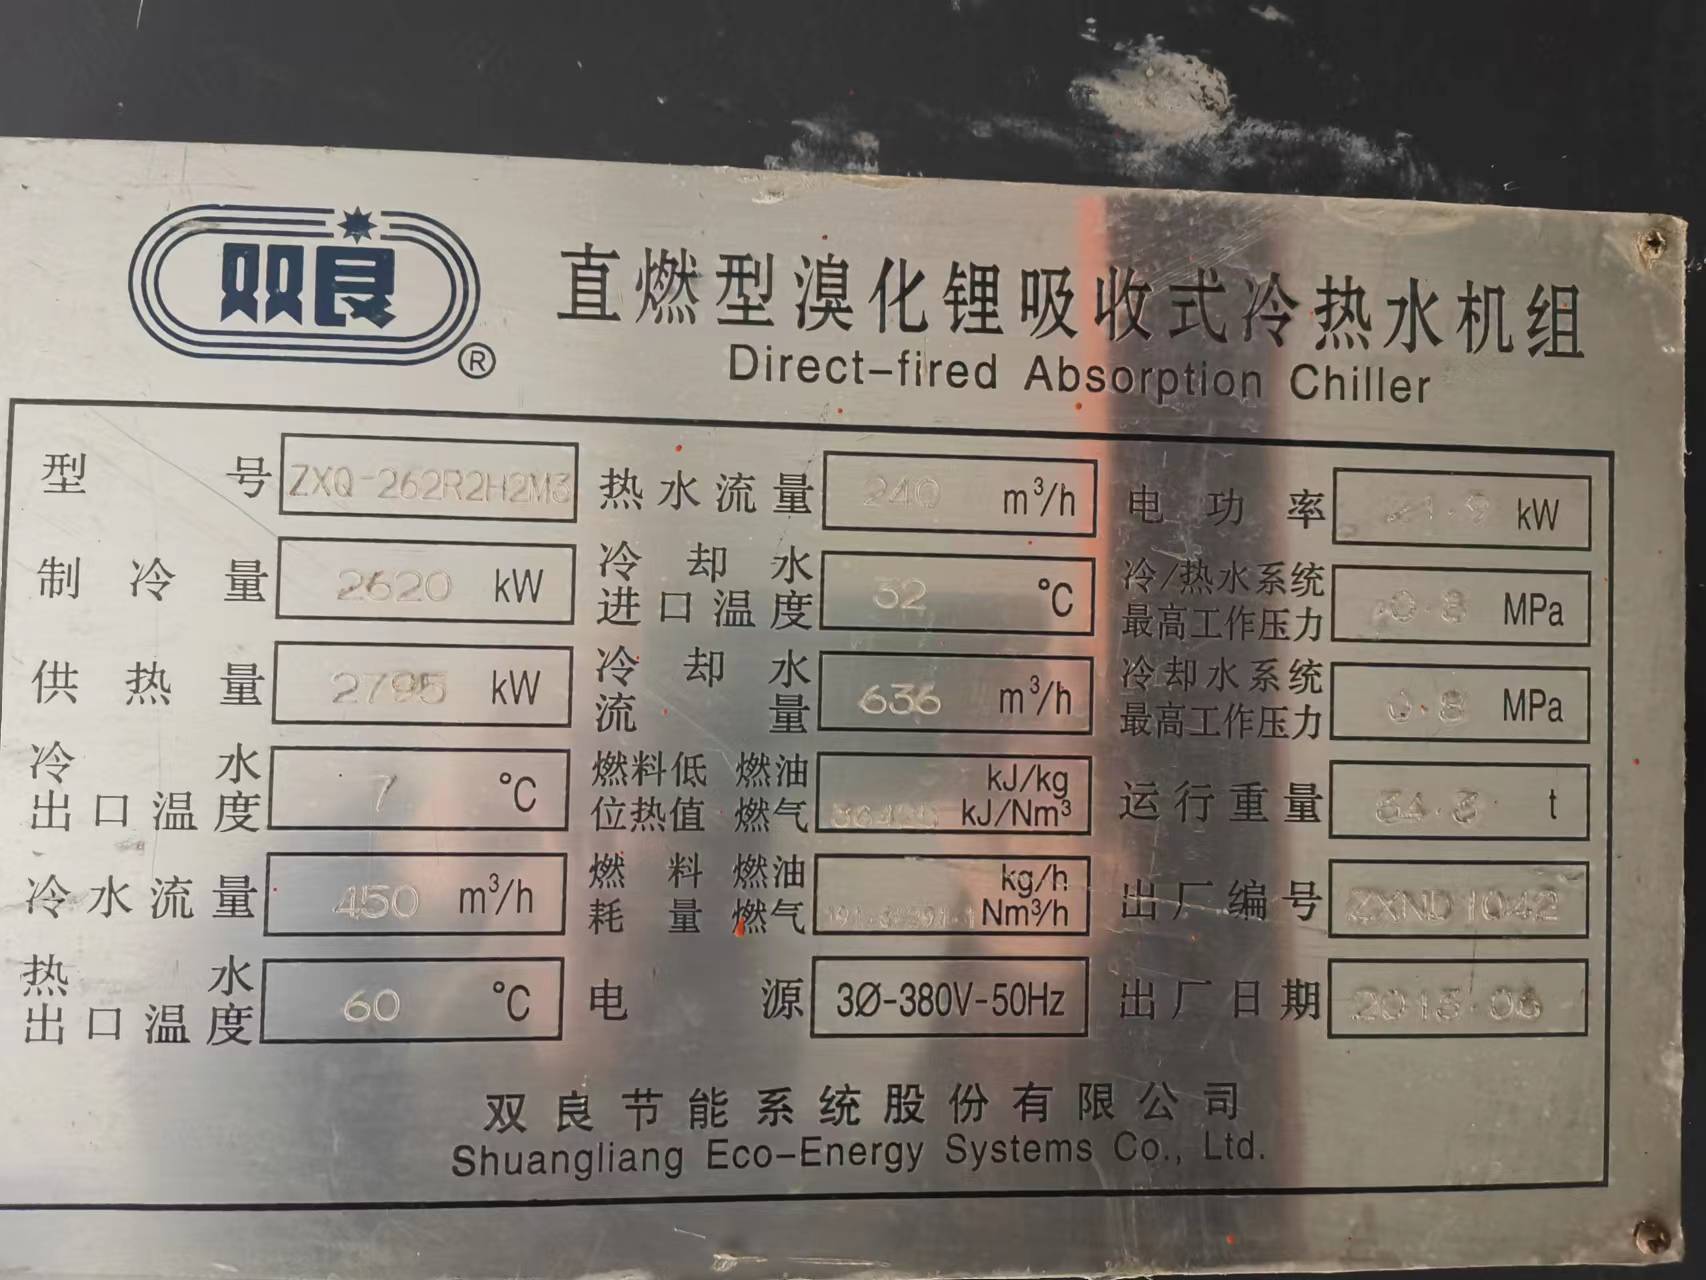 双良®
直燃型溴化锂吸收式冷热水机组
Direct-fired Absorption Chiller
型号 ZXQ-262R2H2M3 热水流量 240 m³/h 电功率 21.9 kW
制冷量 2620 kW 冷却水进口温度 32 °C 冷/热水系统最高工作压力 0.8 MPa
供热量 2795 kW 冷却水流量 636 m³/h 冷却水系统最高工作压力 0.8 MPa
冷水出口温度 7 °C 燃料低位热值 燃油 kJ/kg 燃气 kJ/Nm³ 运行重量 t
冷水流量 450 m³/h 燃料耗量 燃油 kg/h 燃气 Nm³/h 出厂编号 ZXND1042
热水出口温度 60 °C 电源 3Ø-380V-50Hz 出厂日期
双良节能系统股份有限公司
Shuangliang Eco-Energy Systems Co., Ltd.